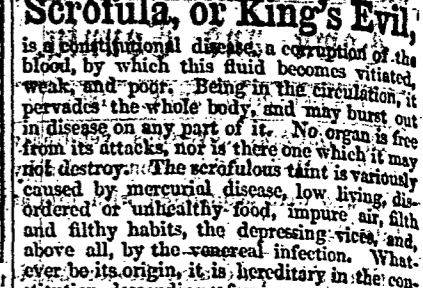 Scrofula, or King's Evil,
is a constitutional disease, a corruption of the
blood, by which this fluid becomes vitiated,
weak, and poor. Being in the circulation, it
pervades the whole body, and may burst out
in disease on any part of it. No organ is free
from its attacks, nor is there one which it may
not destroy. The scrofulous taint is variously
caused by mercurial disease, low living, dis-
ordered or unhealthy food, impure air, filth
and filthy habits, the depressing vices, and,
above all, by the venereal infection. What-
ever be its origin, it is hereditary in the con-